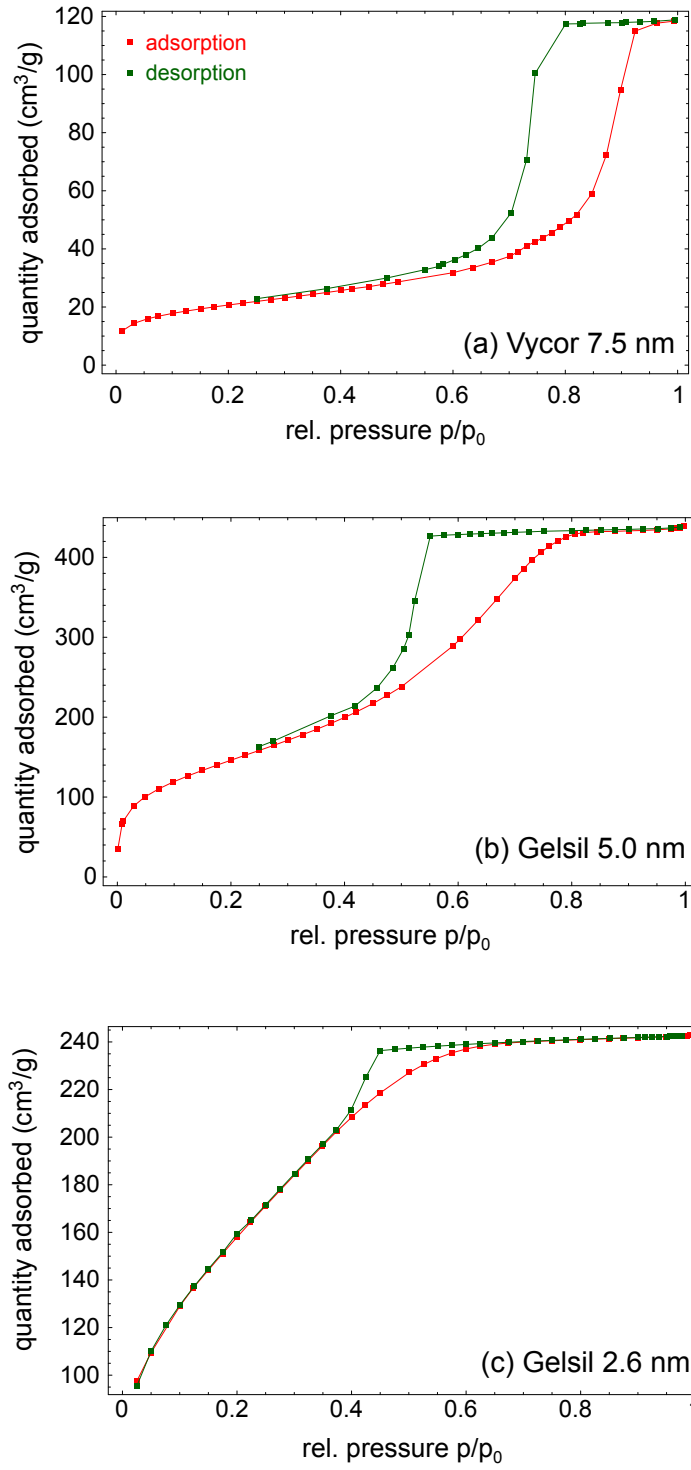 120
100
80
60
40
20
0
quantity adsorbed (cm³/g)
adsorption
desorption
(a) Vycor 7.5 nm
0 0.2 0.4 0.6 0.8 1
rel. pressure p/p₀
400
300
200
100
0
quantity adsorbed (cm³/g)
(b) Gelsil 5.0 nm
0 0.2 0.4 0.6 0.8 1
rel. pressure p/p₀
240
220
200
180
160
140
120
100
quantity adsorbed (cm³/g)
(c) Gelsil 2.6 nm
0 0.2 0.4 0.6 0.8
rel. pressure p/p₀